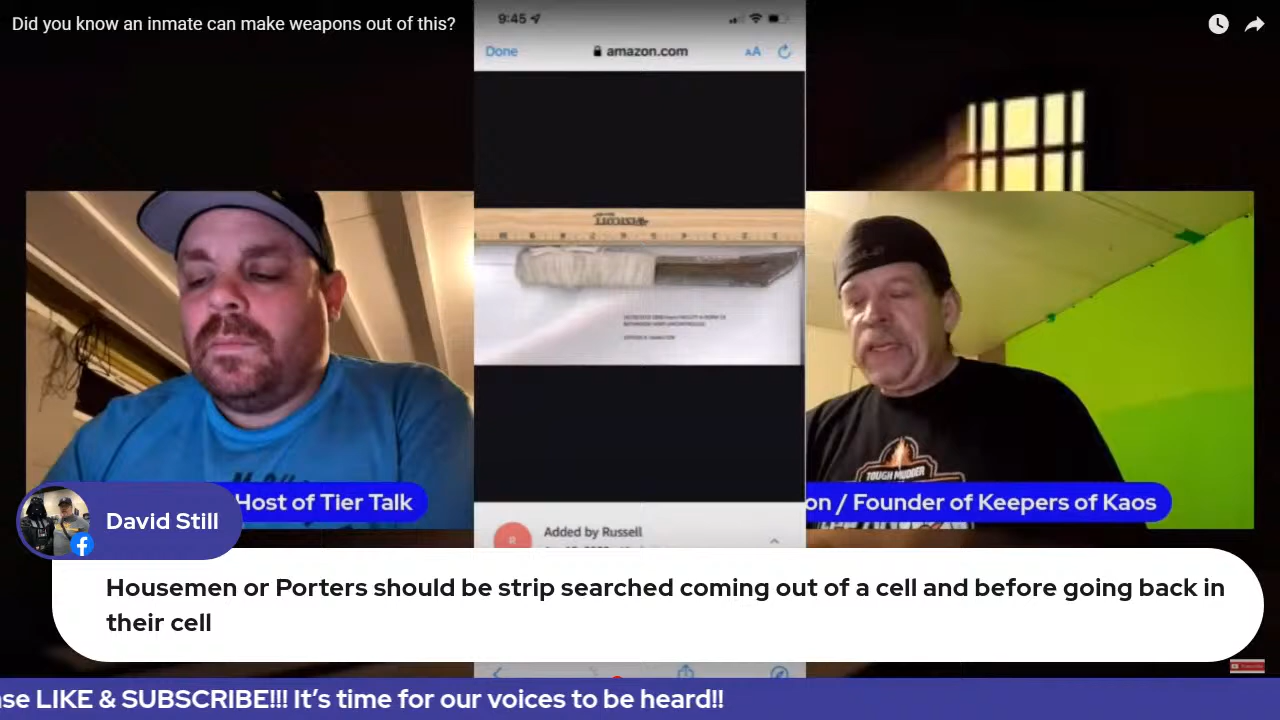 Did you know an inmate can make weapons out of this?
9:45
Done
amazon.com
AA
WESTCOTT
Host of Tier Talk
on / Founder of Keepers of Kaos
TOUGH MUDDER
David Still
R
Added by Russell
Housemen or Porters should be strip searched coming out of a cell and before going back in
their cell
se LIKE & SUBSCRIBE!!! It’s time for our voices to be heard!!